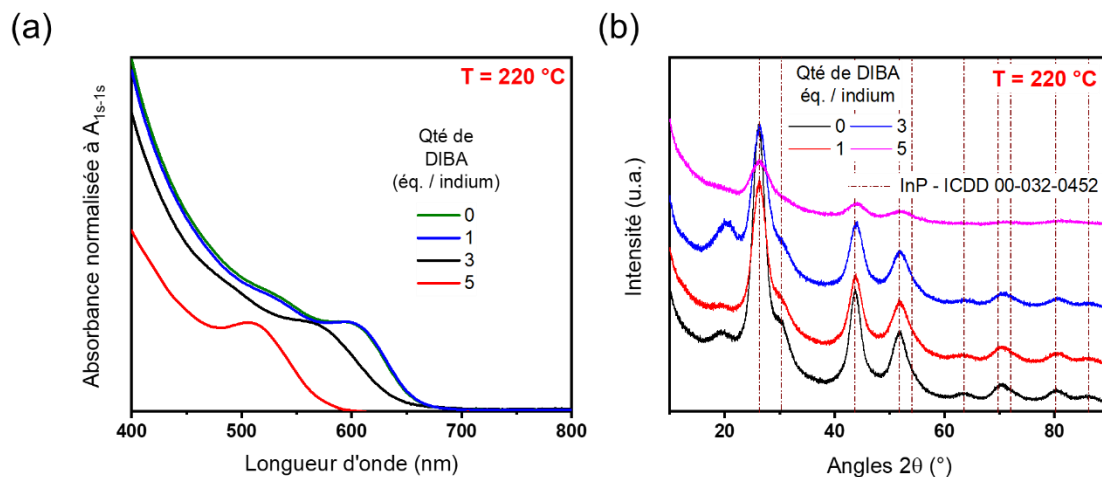 (a)
Absorbance normalisée à A1s-1s
T = 220 °C
Qté de
DIBA
(éq. / indium)
0
1
3
5
400 500 600 700 800
Longueur d'onde (nm)
(b)
Intensité (u.a.)
Qté de DIBA
éq. / indium
T = 220 °C
0 3
1 5
InP - ICDD 00-032-0452
20 40 60 80
Angles 2θ (°)